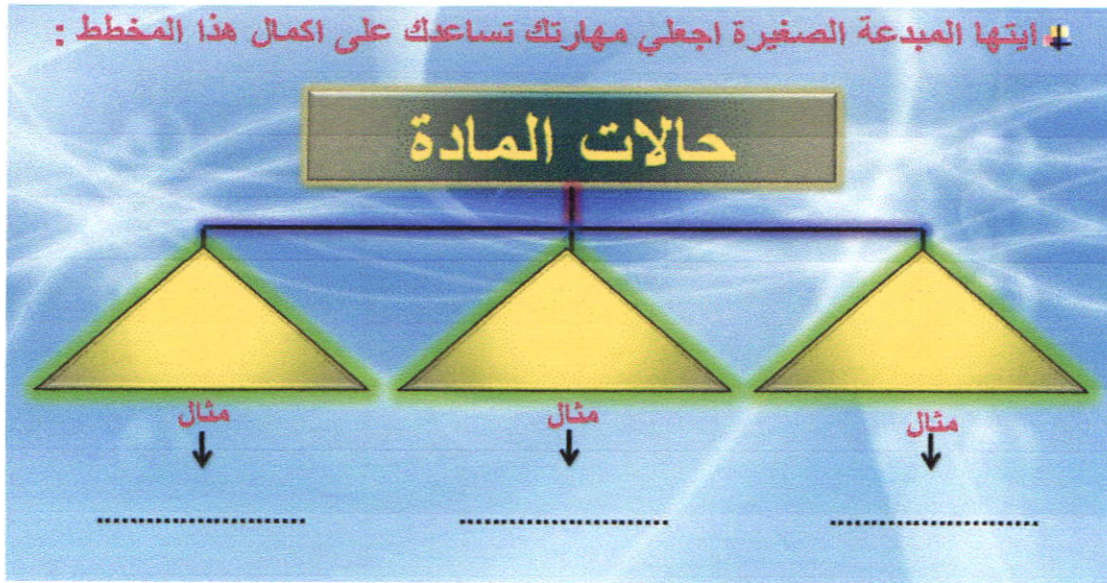 ايتها المبدعة الصغيرة اجعلي مهارتك تساعدك على اكمال هذا المخطط :
حالات المادة
مثال
مثال
مثال